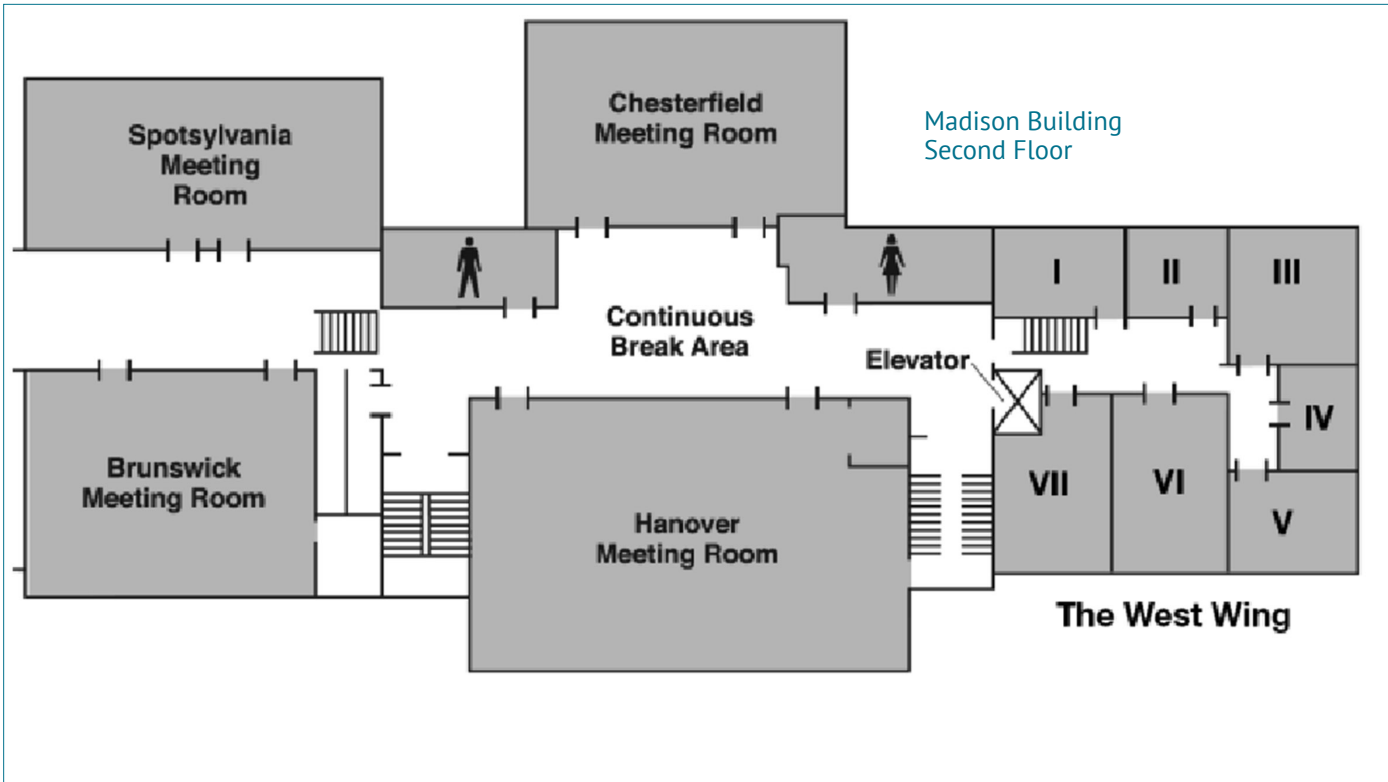 Chesterfield
Meeting Room
Madison Building
Second Floor
Spotsylvania
Meeting
Room
I
II
III
Continuous
Break Area
Elevator
IV
Brunswick
Meeting Room
VII
VI
V
Hanover
Meeting Room
The West Wing